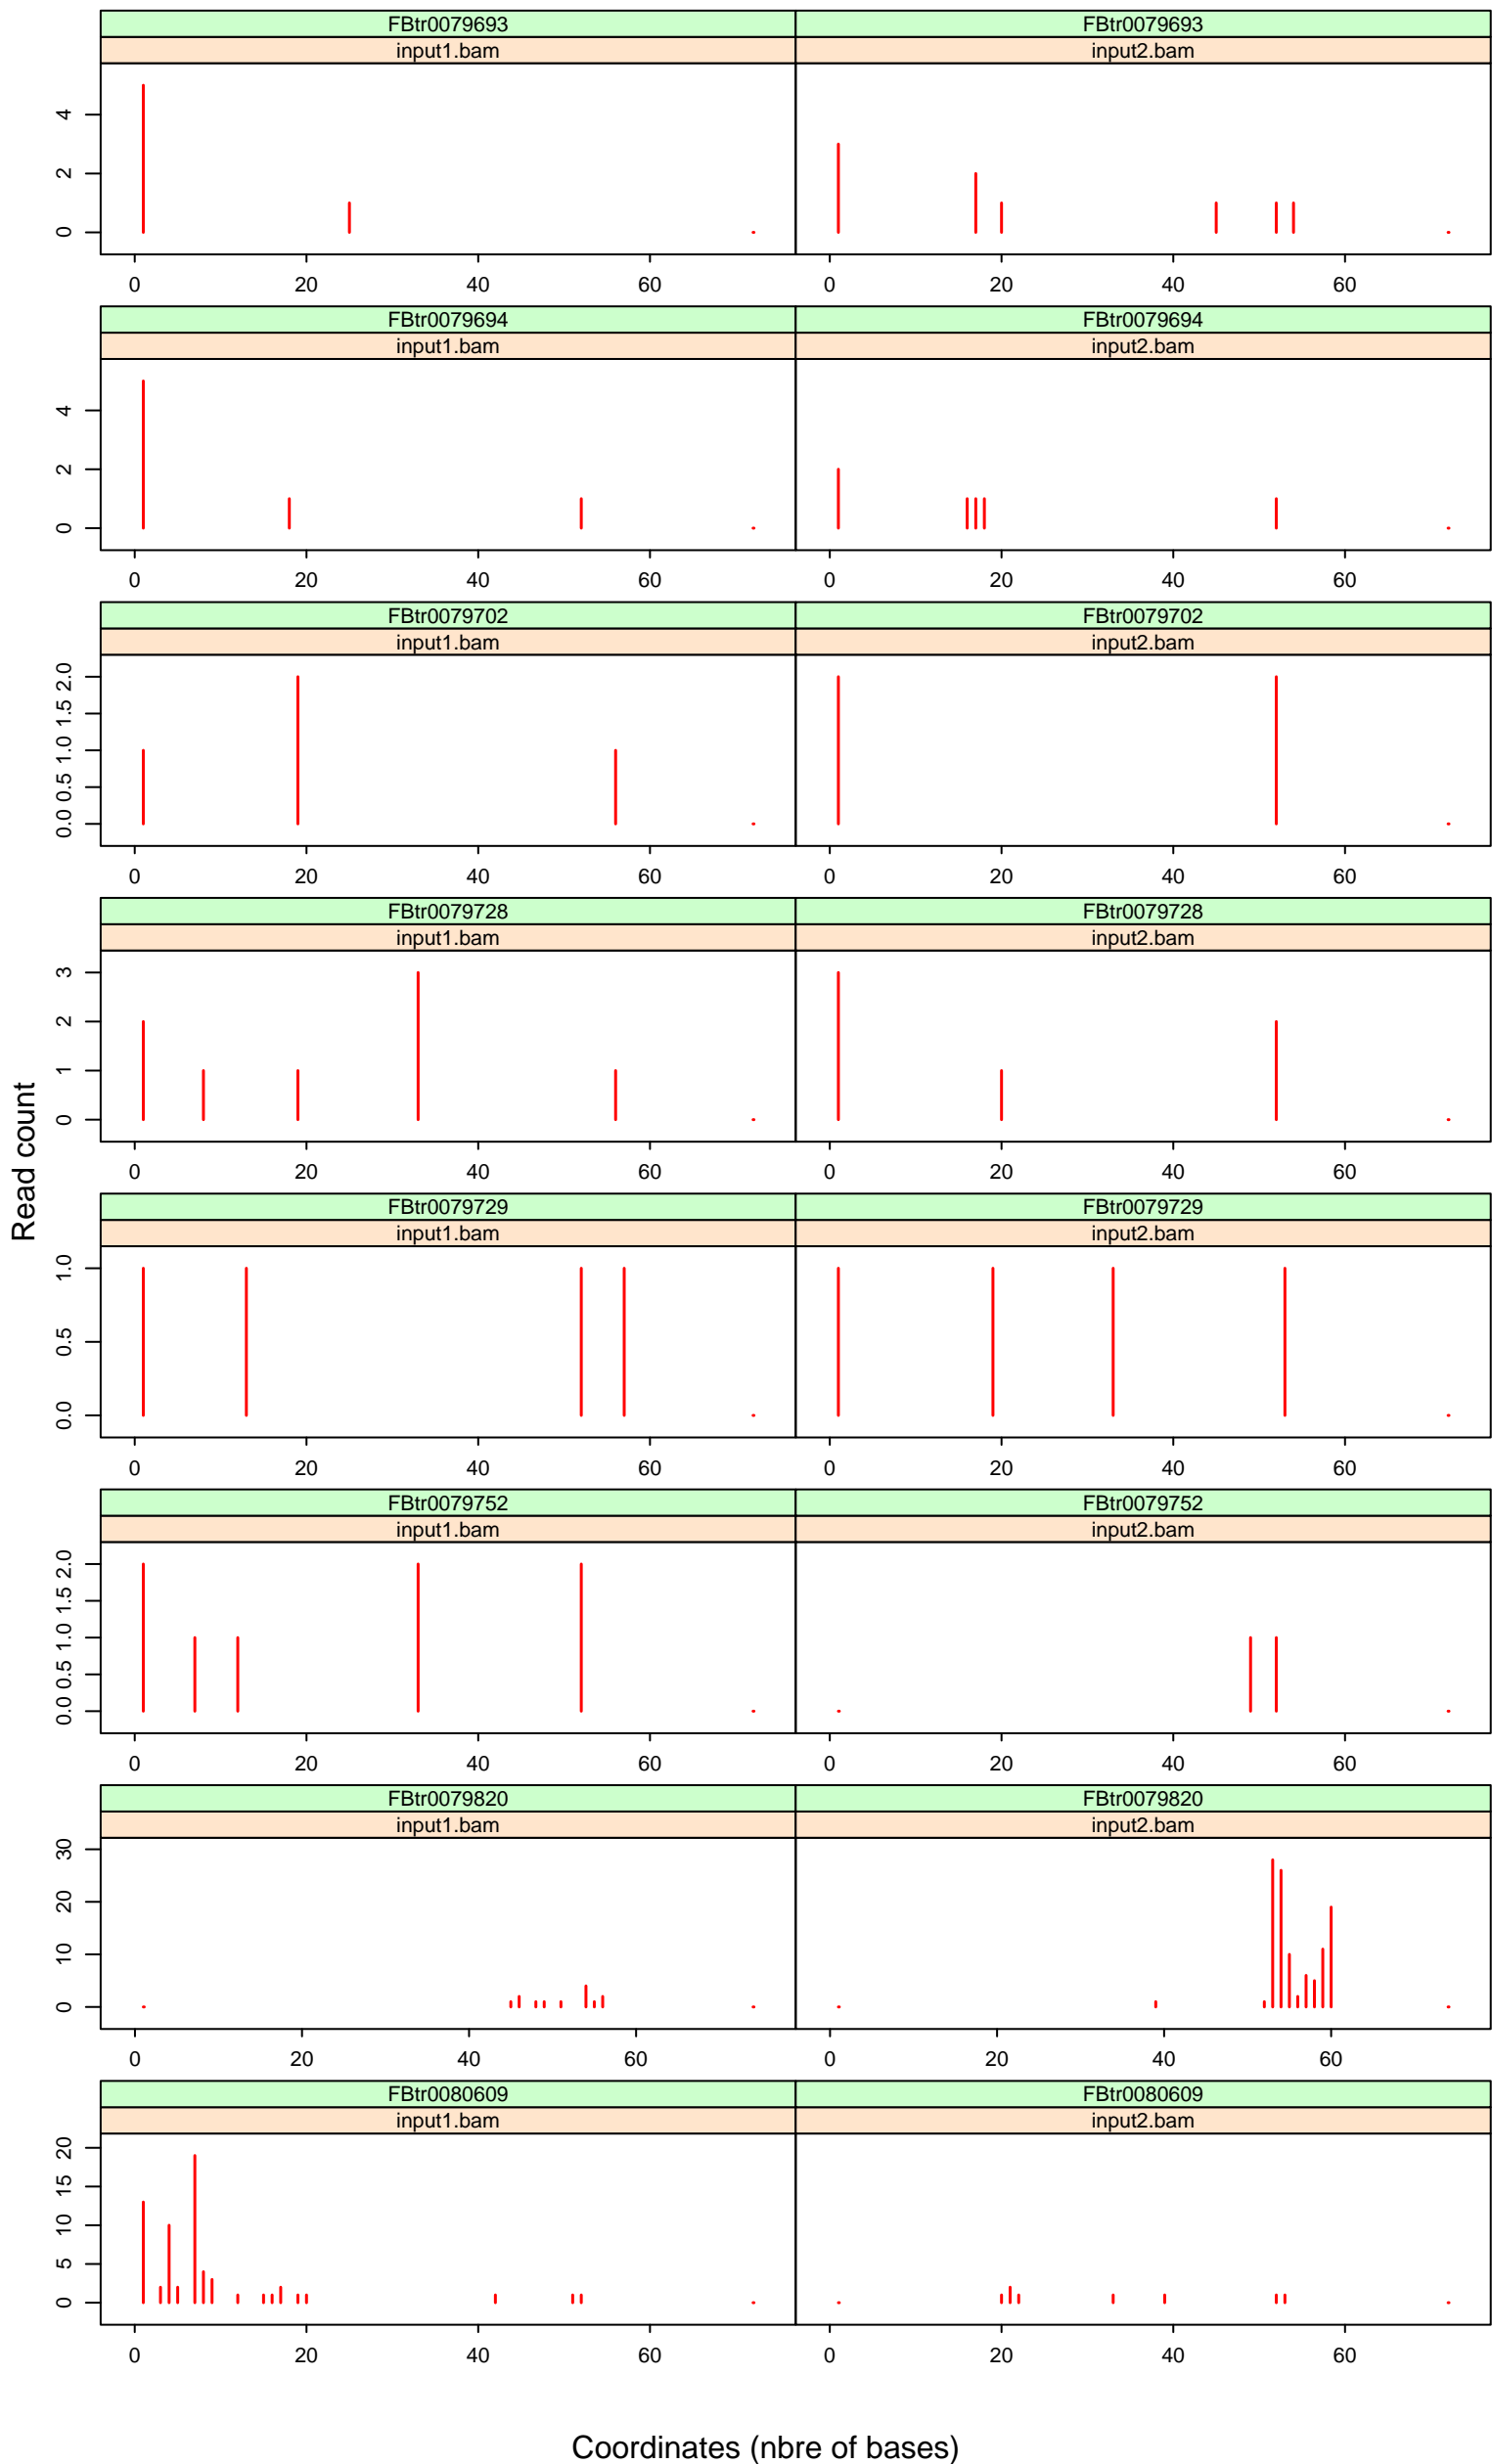 FBtr0079693 FBtr0079693
input1.bam input2.bam
4
2
0
0 20 40 60 0 20 40 60
FBtr0079694 FBtr0079694
input1.bam input2.bam
4
2
0
0 20 40 60 0 20 40 60
FBtr0079702 FBtr0079702
input1.bam input2.bam
2.0
1.5
1.0
0.5
0.0
0 20 40 60 0 20 40 60
FBtr0079728 FBtr0079728
input1.bam input2.bam
3
2
1
0
0 20 40 60 0 20 40 60
Read count
FBtr0079729 FBtr0079729
input1.bam input2.bam
1.0
0.5
0.0
0 20 40 60 0 20 40 60
FBtr0079752 FBtr0079752
input1.bam input2.bam
2.0
1.5
1.0
0.5
0.0
0 20 40 60 0 20 40 60
FBtr0079820 FBtr0079820
input1.bam input2.bam
30
20
10
0
0 20 40 60 0 20 40 60
FBtr0080609 FBtr0080609
input1.bam input2.bam
20
15
10
5
0
0 20 40 60 0 20 40 60
Coordinates (nbre of bases)